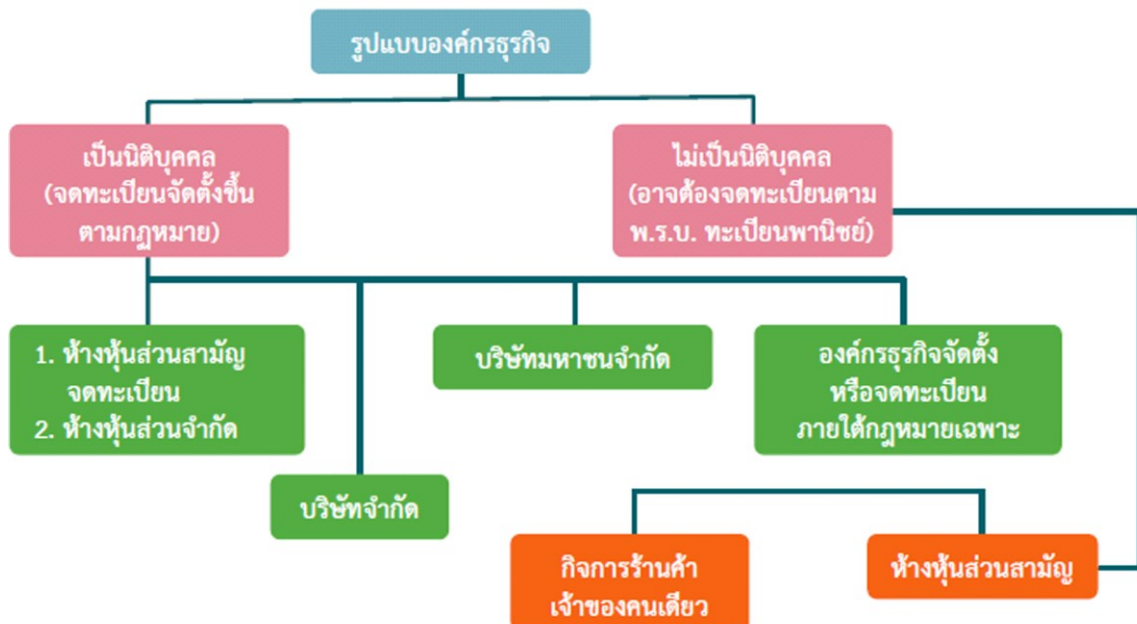 รูปแบบองค์กรธุรกิจ
เป็นนิติบุคคล
(จดทะเบียนจัดตั้งขึ้น
ตามกฎหมาย)
ไม่เป็นนิติบุคคล
(อาจต้องจดทะเบียนตาม
พ.ร.บ. ทะเบียนพานิชย์)
1. ห้างหุ้นส่วนสามัญ
จดทะเบียน
2. ห้างหุ้นส่วนจำกัด
บริษัทมหาชนจำกัด
องค์กรธุรกิจจัดตั้ง
หรือจดทะเบียน
ภายใต้กฎหมายเฉพาะ
บริษัทจำกัด
กิจการร้านค้า
เจ้าของคนเดียว
ห้างหุ้นส่วนสามัญ